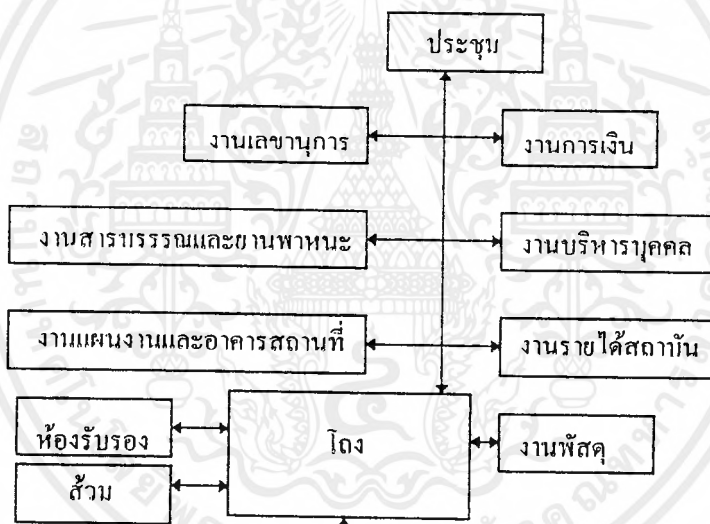 ประชุม
งานเลขานุการ
งานการเงิน
งานสารบรรรณและยานพาหนะ
งานบริหารบุคคล
งานแผนงานและอาคารสถานที่
งานรายได้สถาบัน
ห้องรับรอง
โถง
งานพัสดุ
ส้วม